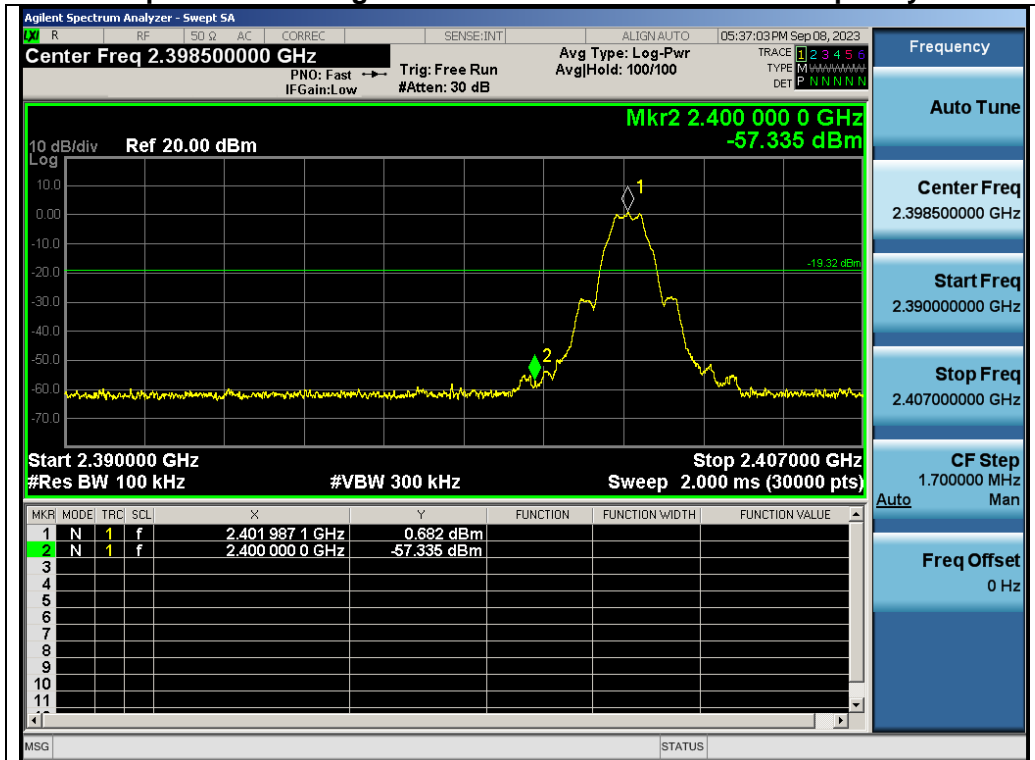 Agilent Spectrum Analyzer - Swept SA
LXI R RF 50 Ω AC CORREC SENSE:INT ALIGN AUTO 05:37:03 PM Sep 08, 2023
Center Freq 2.398500000 GHz
PNO: Fast
IFGain:Low
Trig: Free Run
#Atten: 30 dB
Avg Type: Log-Pwr
Avg|Hold: 100/100
TRACE 1 2 3 4 5 6
TYPE M
DET P N N N N N
Mkr2 2.400 000 0 GHz
-57.335 dBm
10 dB/div Ref 20.00 dBm
Log
10.0
0.00
-10.0
-20.0
-30.0
-40.0
-50.0
-60.0
-70.0
1
2
-19.32 dBm
Start 2.390000 GHz Stop 2.407000 GHz
#Res BW 100 kHz #VBW 300 kHz Sweep 2.000 ms (30000 pts)
MKR MODE TRC SCL X Y FUNCTION FUNCTION WIDTH FUNCTION VALUE
1 N 1 f 2.401 987 1 GHz 0.682 dBm
2 N 1 f 2.400 000 0 GHz -57.335 dBm
3
4
5
6
7
8
9
10
11
MSG STATUS
Frequency
Auto Tune
Center Freq
2.398500000 GHz
Start Freq
2.390000000 GHz
Stop Freq
2.407000000 GHz
CF Step
1.700000 MHz
Auto Man
Freq Offset
0 Hz